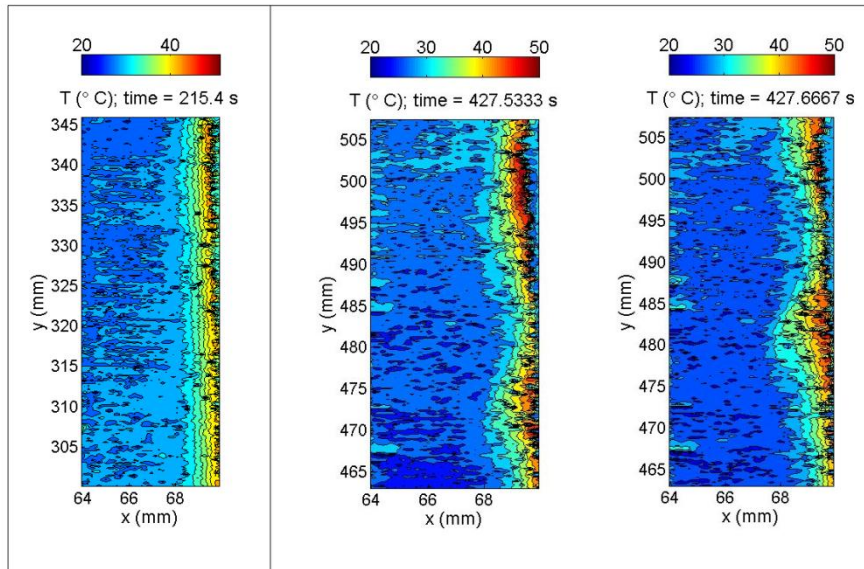 20 40
T (° C); time = 215.4 s
345
340
335
330
325
320
315
310
305
y (mm)
64 66 68
x (mm)
20 30 40 50
T (° C); time = 427.5333 s
505
500
495
490
485
480
475
470
465
y (mm)
64 66 68
x (mm)
20 30 40 50
T (° C); time = 427.6667 s
505
500
495
490
485
480
475
470
465
y (mm)
64 66 68
x (mm)